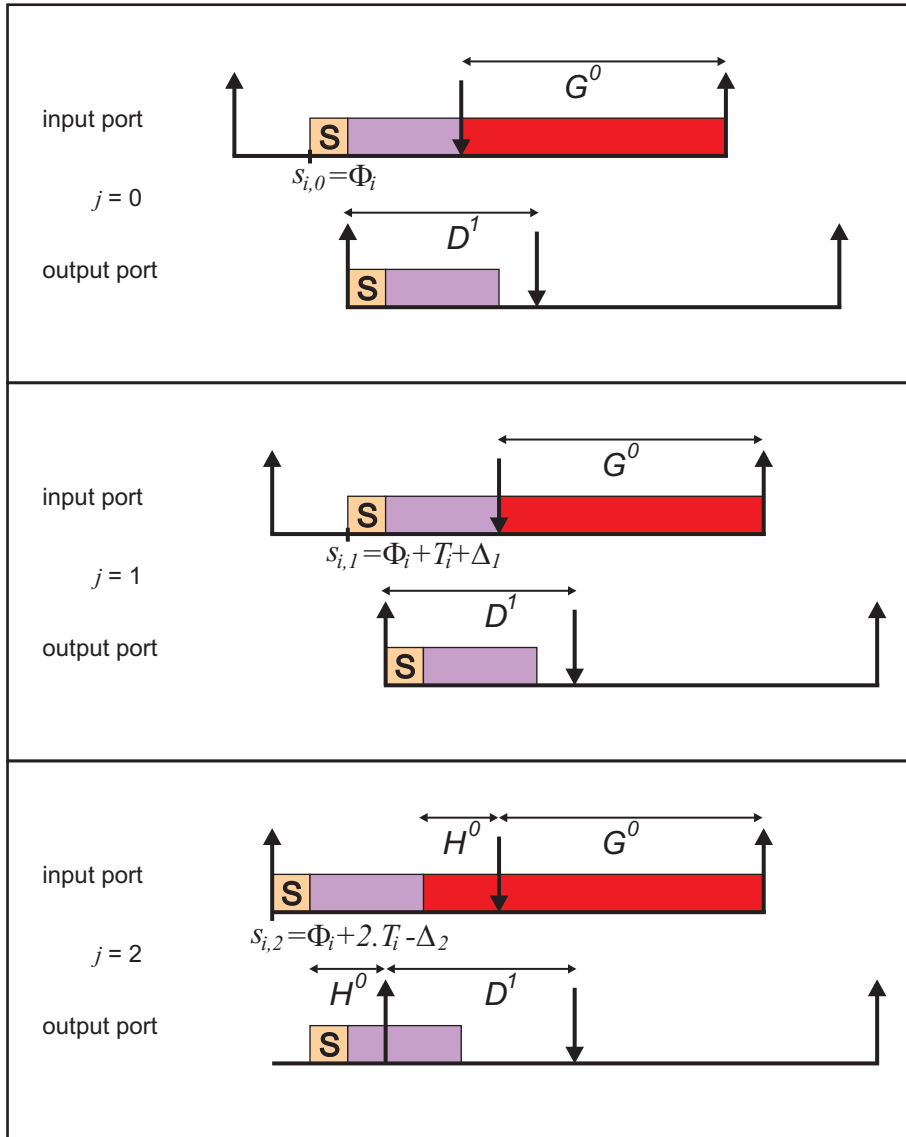 G⁰
input port
S
sᵢ,₀=Φᵢ
j = 0
D¹
output port
S
G⁰
input port
S
sᵢ,₁=Φᵢ+Tᵢ+Δ₁
j = 1
D¹
output port
S
H⁰ G⁰
input port
S
sᵢ,₂=Φᵢ+2.Tᵢ-Δ₂
j = 2
H⁰ D¹
output port
S